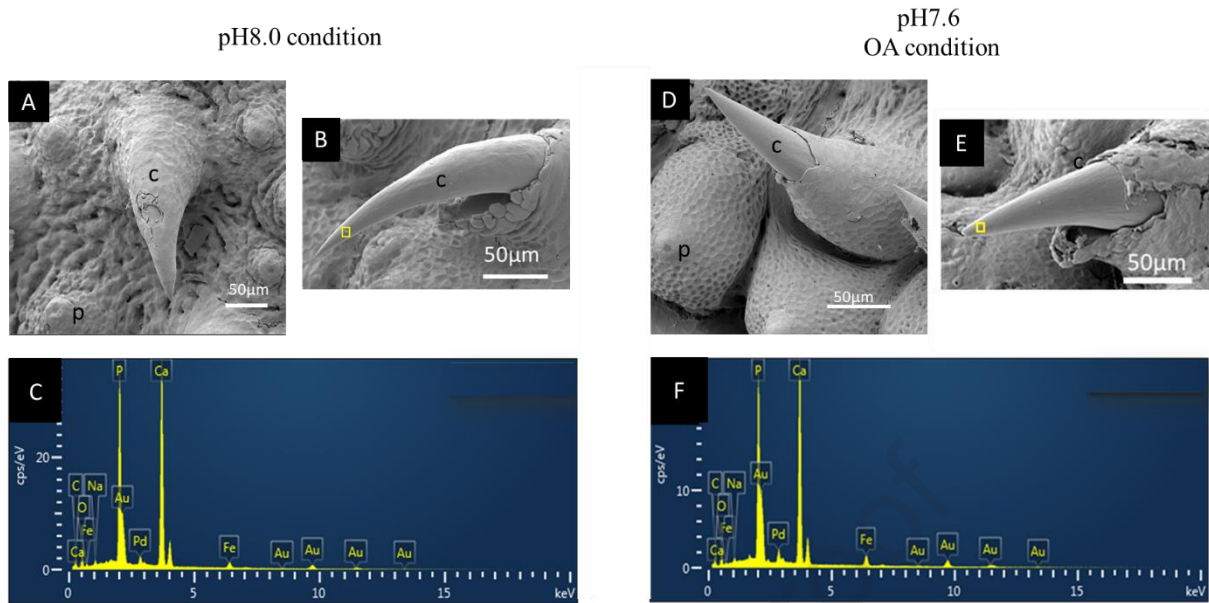 pH8.0 condition
pH7.6
OA condition
A
c
p
50µm
B
c
50µm
D
c
p
50µm
E
c
50µm
C
P
Ca
20
cps/eV
C
Na
O
Fe
Ca
Au
Pd
Fe
Au
Au
Au
Au
0
0
5
10
15
keV
F
P
Ca
cps/eV
10
C
Na
O
Fe
Ca
Au
Pd
Fe
Au
Au
Au
Au
0
0
5
10
15
keV